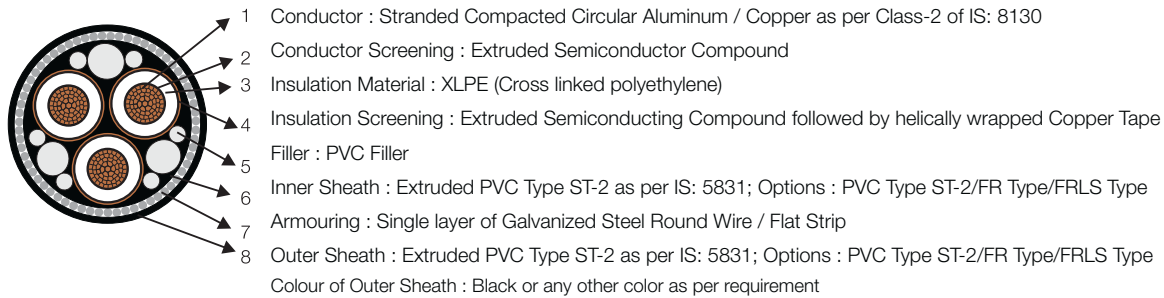 1 Conductor : Stranded Compacted Circular Aluminum / Copper as per Class-2 of IS: 8130
2 Conductor Screening : Extruded Semiconductor Compound
3 Insulation Material : XLPE (Cross linked polyethylene)
4 Insulation Screening : Extruded Semiconducting Compound followed by helically wrapped Copper Tape
5 Filler : PVC Filler
6 Inner Sheath : Extruded PVC Type ST-2 as per IS: 5831; Options : PVC Type ST-2/FR Type/FRLS Type
7 Armouring : Single layer of Galvanized Steel Round Wire / Flat Strip
8 Outer Sheath : Extruded PVC Type ST-2 as per IS: 5831; Options : PVC Type ST-2/FR Type/FRLS Type
Colour of Outer Sheath : Black or any other color as per requirement